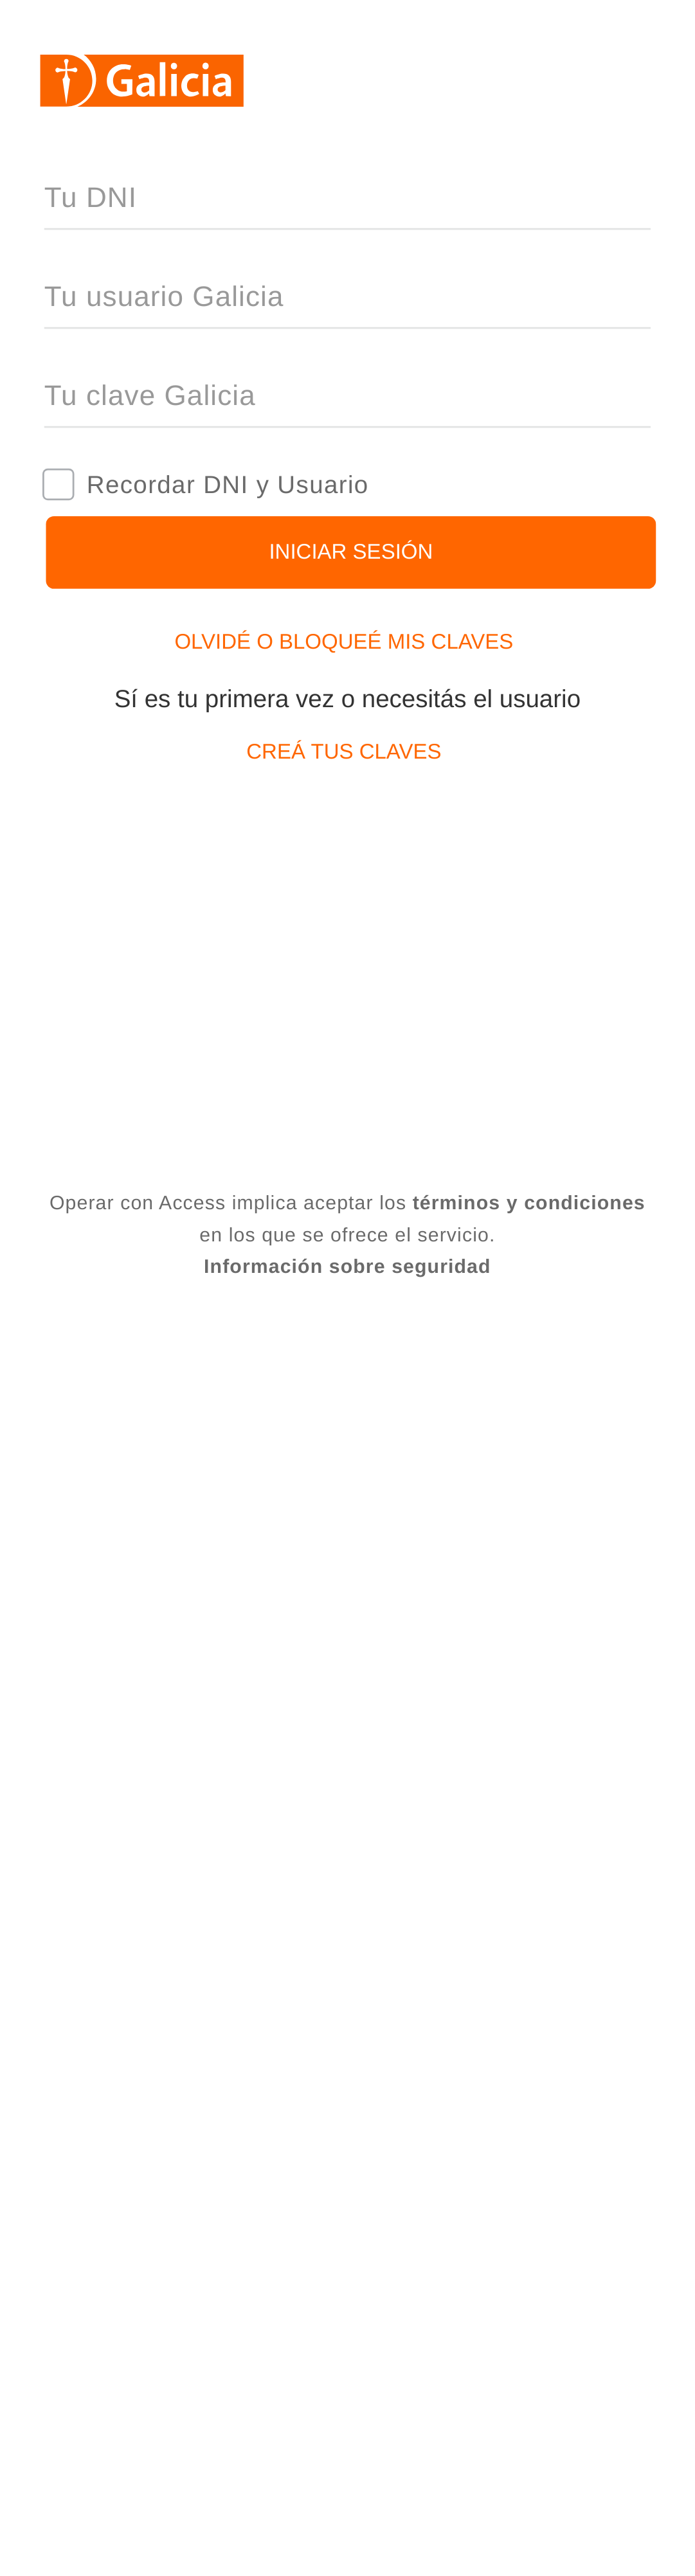 Galicia
Tu DNI
Tu usuario Galicia
Tu clave Galicia
Recordar DNI y Usuario
INICIAR SESIÓN
OLVIDÉ O BLOQUEÉ MIS CLAVES
Sí es tu primera vez o necesitás el usuario
CREÁ TUS CLAVES
Operar con Access implica aceptar los términos y condiciones
en los que se ofrece el servicio.
Información sobre seguridad